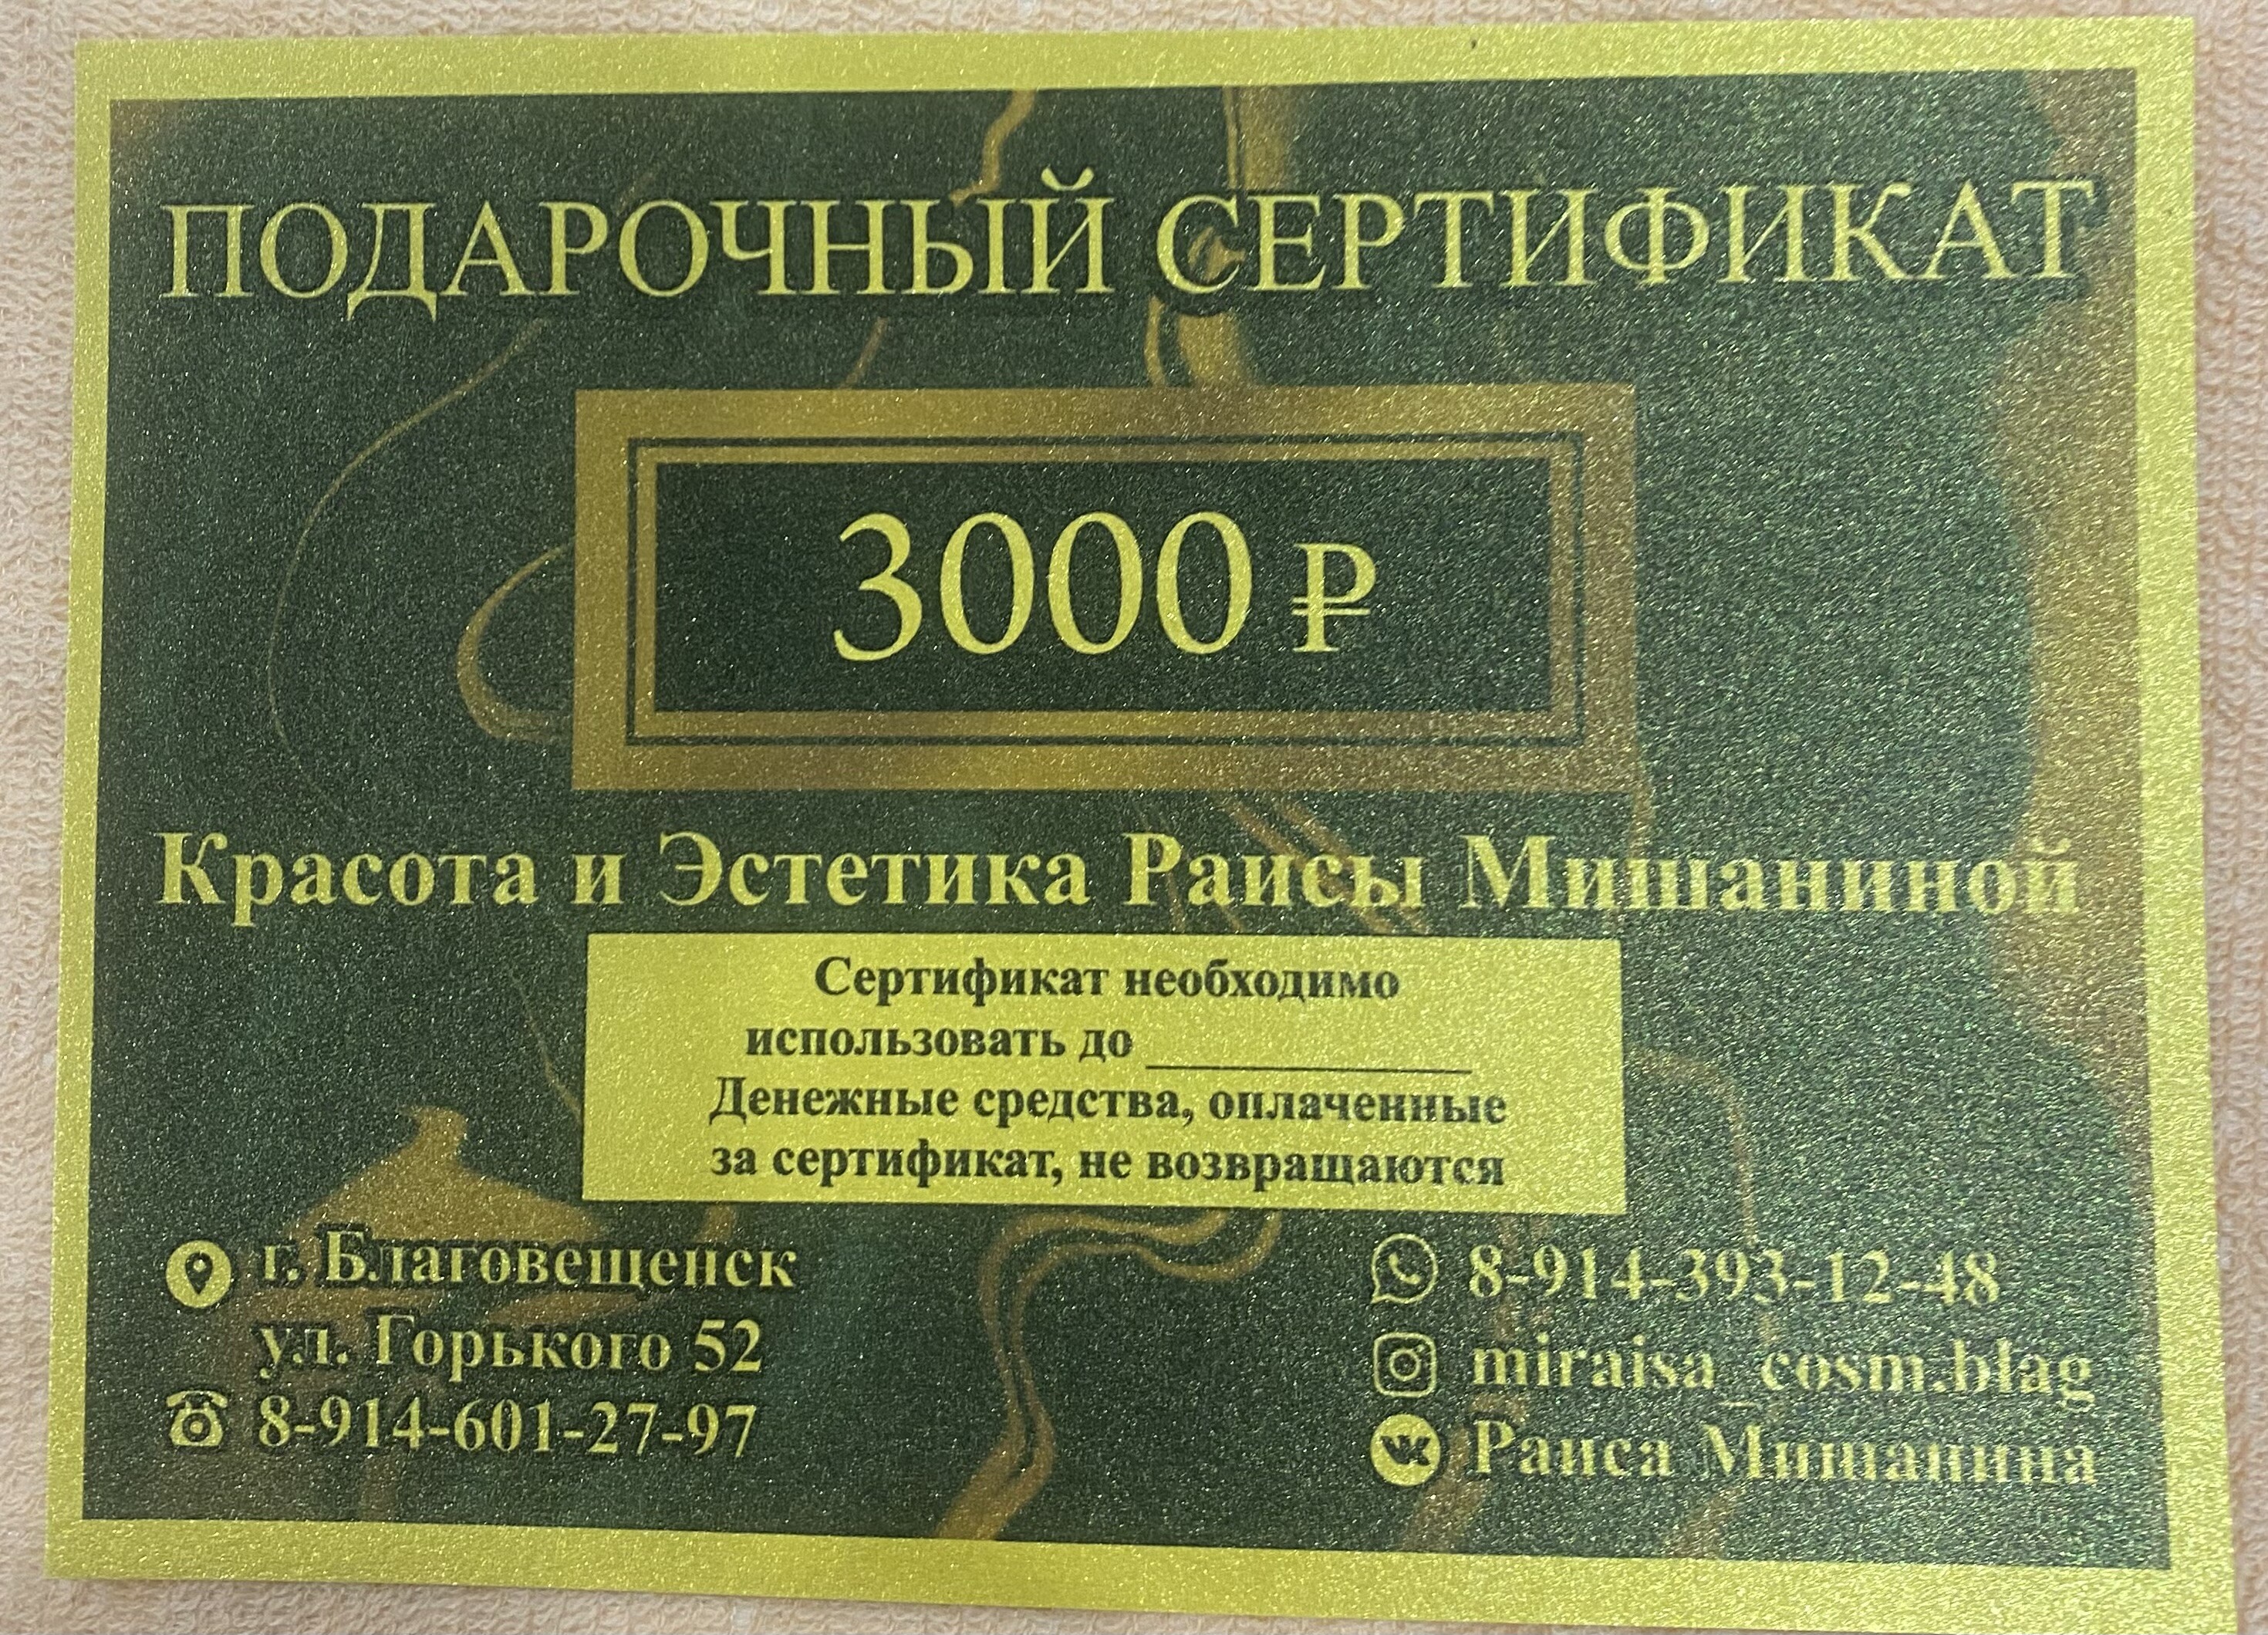 ПОДАРОЧНЫЙ СЕРТИФИКАТ
3000 ₽
Красота и Эстетика Раисы Мишаниной
Сертификат необходимо
использовать до ____________
Денежные средства, оплаченные
за сертификат, не возвращаются
г. Благовещенск
ул. Горького 52
8-914-601-27-97
8-914-393-12-48
miraisa_cosm.blag
Раиса Мишанина